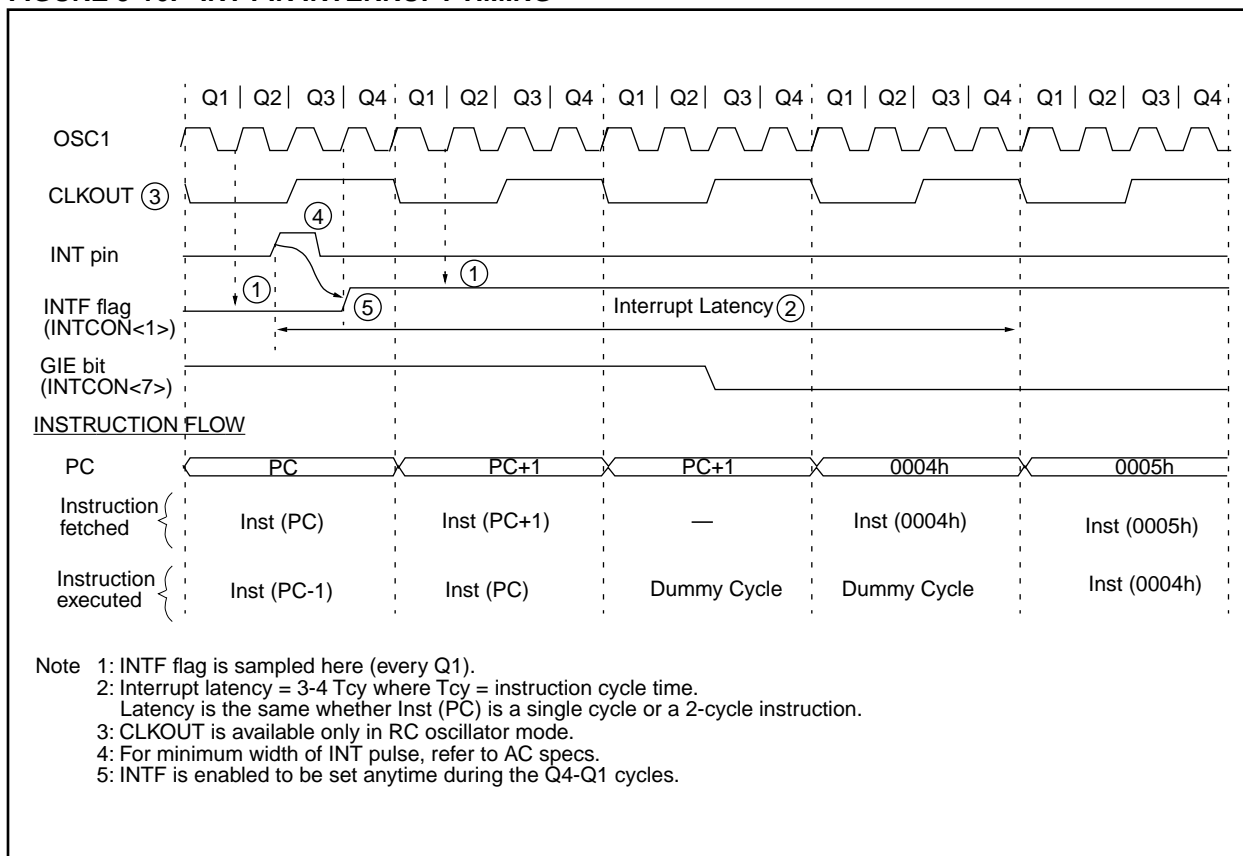 Q1 | Q2 | Q3 | Q4 Q1 | Q2 | Q3 | Q4 Q1 | Q2 | Q3 | Q4 Q1 | Q2 | Q3 | Q4 Q1 | Q2 | Q3 | Q4
OSC1
CLKOUT 3
4
INT pin
1 1
INTF flag
(INTCON<1>)
5
Interrupt Latency 2
GIE bit
(INTCON<7>)
INSTRUCTION FLOW
PC PC PC+1 PC+1 0004h 0005h
Instruction
fetched
Inst (PC) Inst (PC+1) — Inst (0004h) Inst (0005h)
Instruction
executed
Inst (PC-1) Inst (PC) Dummy Cycle Dummy Cycle Inst (0004h)
Note 1: INTF flag is sampled here (every Q1).
2: Interrupt latency = 3-4 Tcy where Tcy = instruction cycle time.
Latency is the same whether Inst (PC) is a single cycle or a 2-cycle instruction.
3: CLKOUT is available only in RC oscillator mode.
4: For minimum width of INT pulse, refer to AC specs.
5: INTF is enabled to be set anytime during the Q4-Q1 cycles.